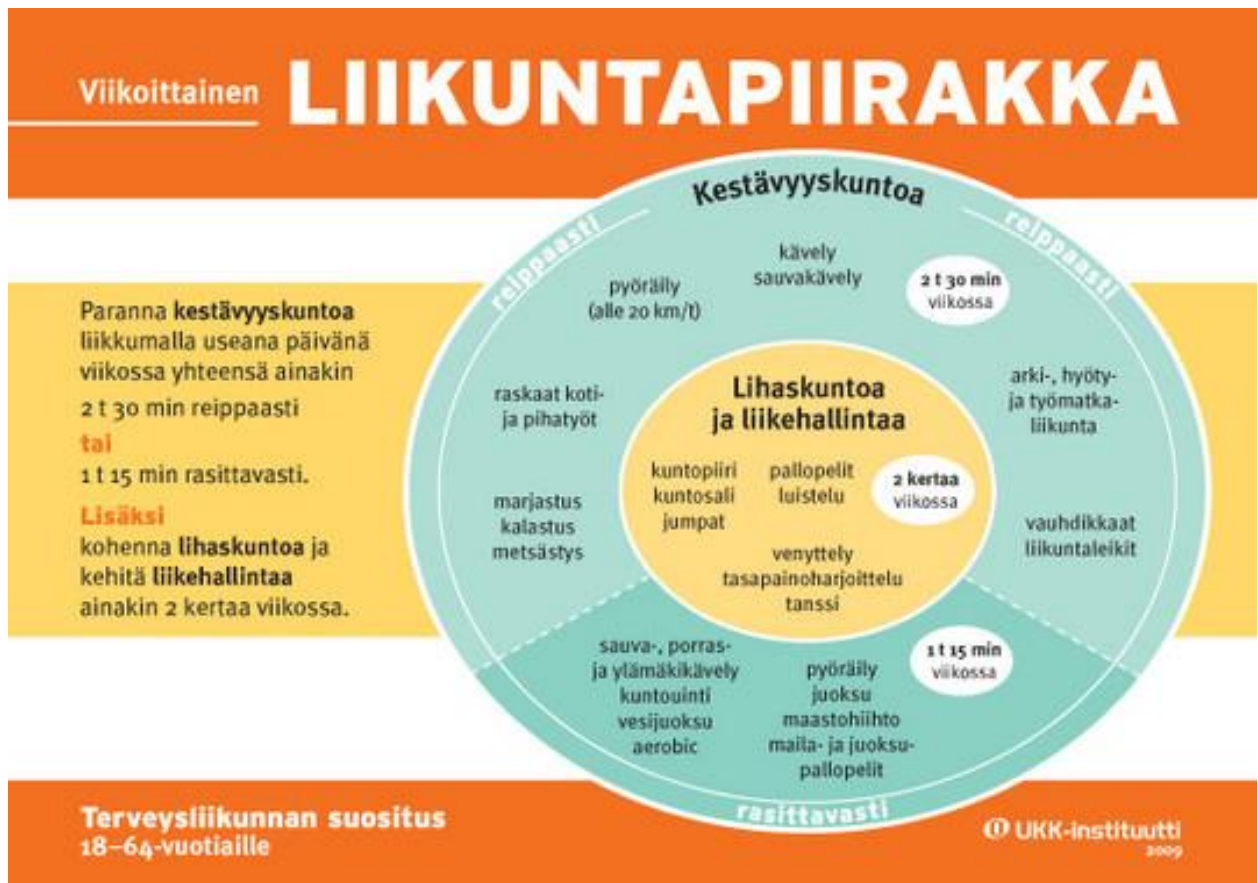 Viikoittainen LIIKUNTAPIIRAKKA
Paranna kestävyyskuntoa
liikkumalla useana päivänä
viikossa yhteensä ainakin
2 t 30 min reippaasti
tai
1 t 15 min rasittavasti.
Lisäksi
kohenna lihaskuntoa ja
kehitä liikehallintaa
ainakin 2 kertaa viikossa.
Kestävyyskuntoa
reippaasti
reippaasti
kävely
sauvakävely
2 t 30 min
viikossa
pyöräily
(alle 20 km/t)
raskaat koti-
ja pihatyöt
marjastus
kalastus
metsästys
arki-, hyöty-
ja työmatka-
liikunta
vauhdikkaat
liikuntaleikit
Lihaskuntoa
ja liikehallintaa
kuntopiiri
kuntosali
jumpat
pallopelit
luistelu
2 kertaa
viikossa
venyttely
tasapainoharjoittelu
tanssi
sauva-, porras-
ja ylämäkikävely
kuntouinti
vesijuoksu
aerobic
pyöräily
juoksu
maastohiihto
maila- ja juoksu-
pallopelit
1 t 15 min
viikossa
rasittavasti
Terveysliikunnan suositus
18–64-vuotiaille
UKK-instituutti
2009